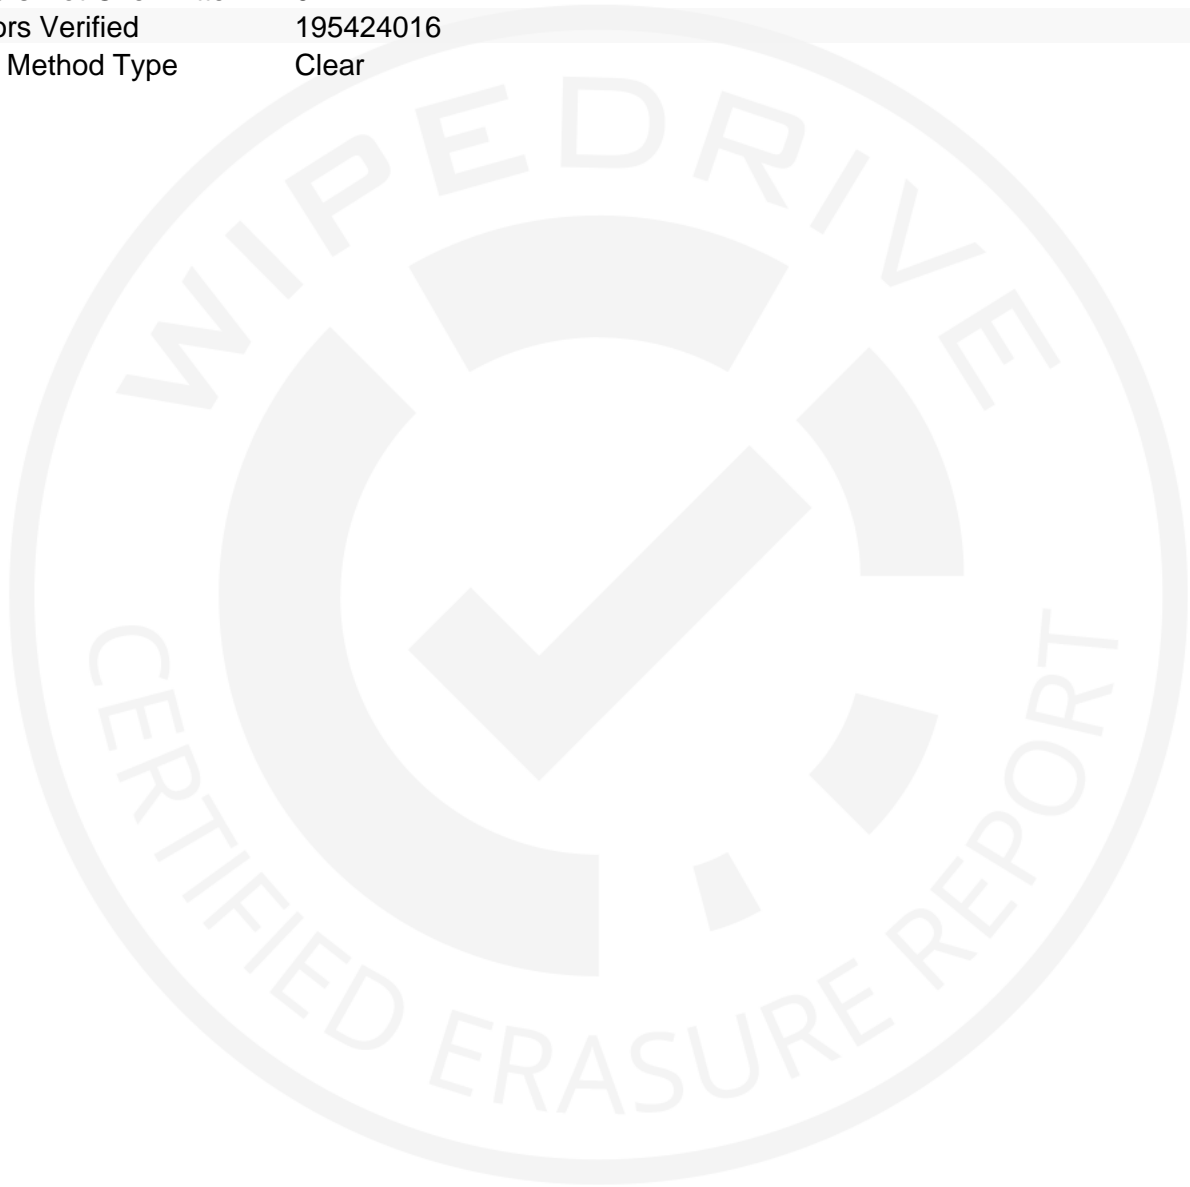 ors Verified 195424016
Method Type Clear
WIPEDRIVE
CERTIFIED ERASURE REPORT